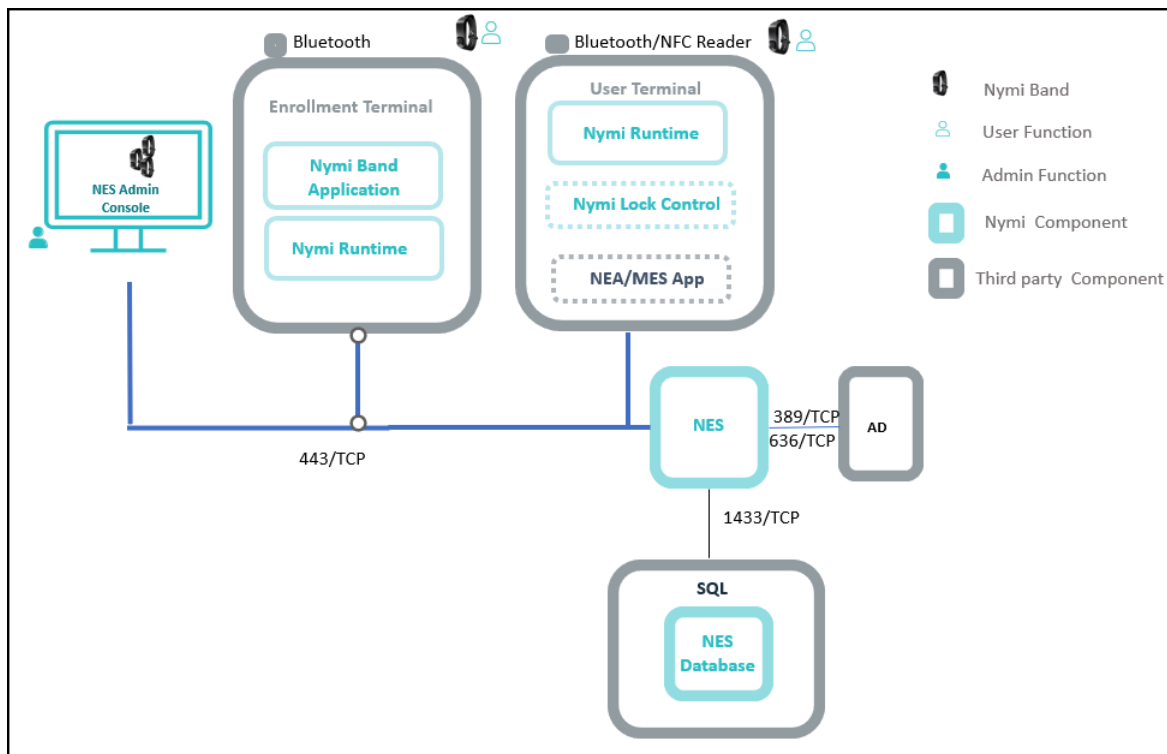 Bluetooth
Bluetooth/NFC Reader
Enrollment Terminal
Nymi Band
Application
Nymi Runtime
User Terminal
Nymi Runtime
Nymi Lock Control
NEA/MES App
NES Admin
Console
Nymi Band
User Function
Admin Function
Nymi Component
Third party Component
443/TCP
NES
389/TCP
636/TCP
AD
1433/TCP
SQL
NES
Database